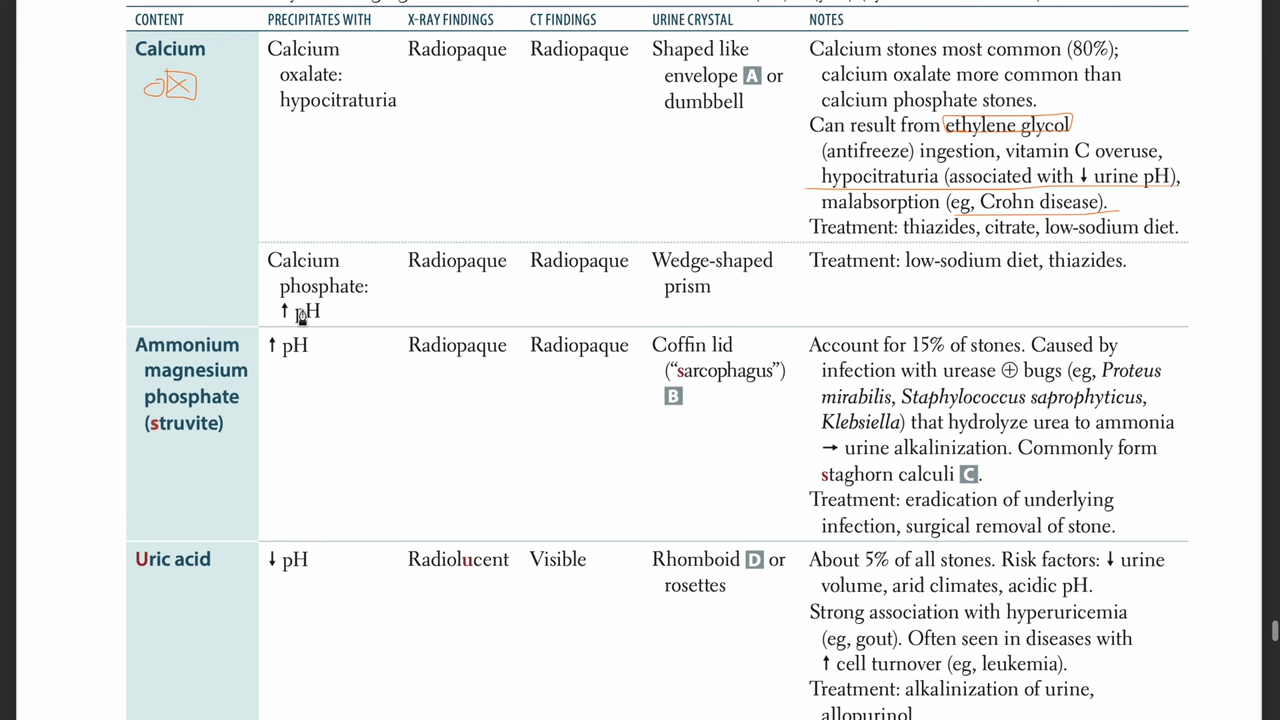 CONTENT PRECIPITATES WITH X-RAY FINDINGS CT FINDINGS URINE CRYSTAL NOTES
Calcium
Calcium
oxalate:
hypocitraturia
Radiopaque
Radiopaque
Shaped like
envelope A or
dumbbell
Calcium stones most common (80%);
calcium oxalate more common than
calcium phosphate stones.
Can result from ethylene glycol
(antifreeze) ingestion, vitamin C overuse,
hypocitraturia (associated with ↓ urine pH),
malabsorption (eg, Crohn disease).
Treatment: thiazides, citrate, low-sodium diet.
Calcium
phosphate:
↑ pH
Radiopaque
Radiopaque
Wedge-shaped
prism
Treatment: low-sodium diet, thiazides.
Ammonium
magnesium
phosphate
(struvite)
↑ pH
Radiopaque
Radiopaque
Coffin lid
(“sarcophagus”)
B
Account for 15% of stones. Caused by
infection with urease ⊕ bugs (eg, Proteus
mirabilis, Staphylococcus saprophyticus,
Klebsiella) that hydrolyze urea to ammonia
→ urine alkalinization. Commonly form
staghorn calculi C.
Treatment: eradication of underlying
infection, surgical removal of stone.
Uric acid
↓ pH
Radiolucent
Visible
Rhomboid D or
rosettes
About 5% of all stones. Risk factors: ↓ urine
volume, arid climates, acidic pH.
Strong association with hyperuricemia
(eg, gout). Often seen in diseases with
↑ cell turnover (eg, leukemia).
Treatment: alkalinization of urine,
allopurinol